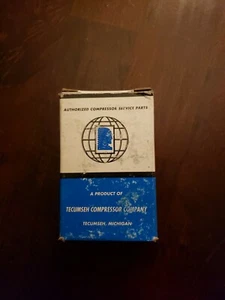 AUTHORIZED COMPRESSOR SERVICE PARTS
A PRODUCT OF
TECUMSEH COMPRESSOR COMPANY
TECUMSEH, MICHIGAN